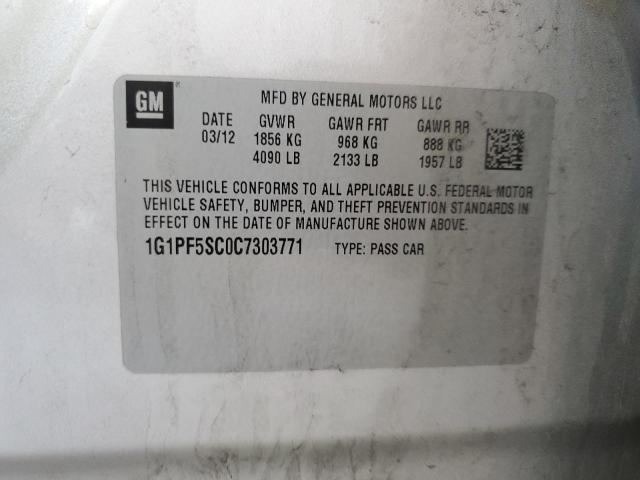 GM
MFD BY GENERAL MOTORS LLC
DATE GVWR GAWR FRT GAWR RR
03/12 1856 KG 968 KG 888 KG
4090 LB 2133 LB 1957 LB
THIS VEHICLE CONFORMS TO ALL APPLICABLE U.S. FEDERAL MOTOR
VEHICLE SAFETY, BUMPER, AND THEFT PREVENTION STANDARDS IN
EFFECT ON THE DATE OF MANUFACTURE SHOWN ABOVE.
1G1PF5SC0C7303771 TYPE: PASS CAR